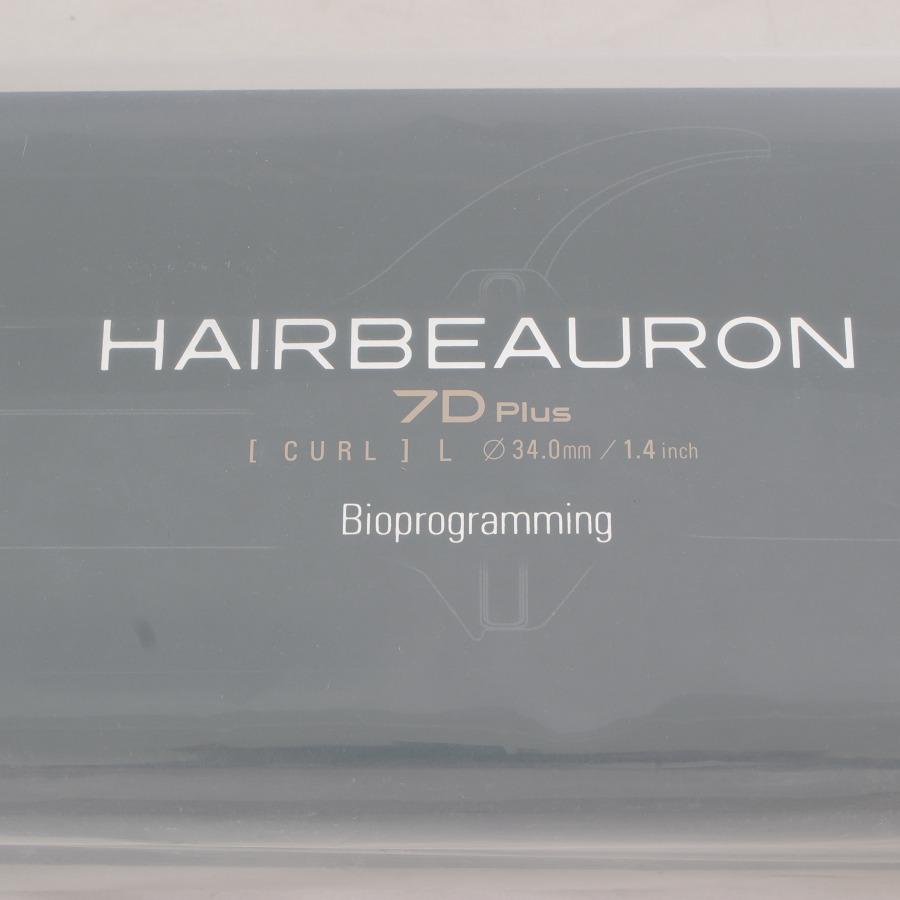 HAIRBEAURON
7D Plus
[ CURL ] L ∅34.0mm / 1.4 inch
Bioprogramming